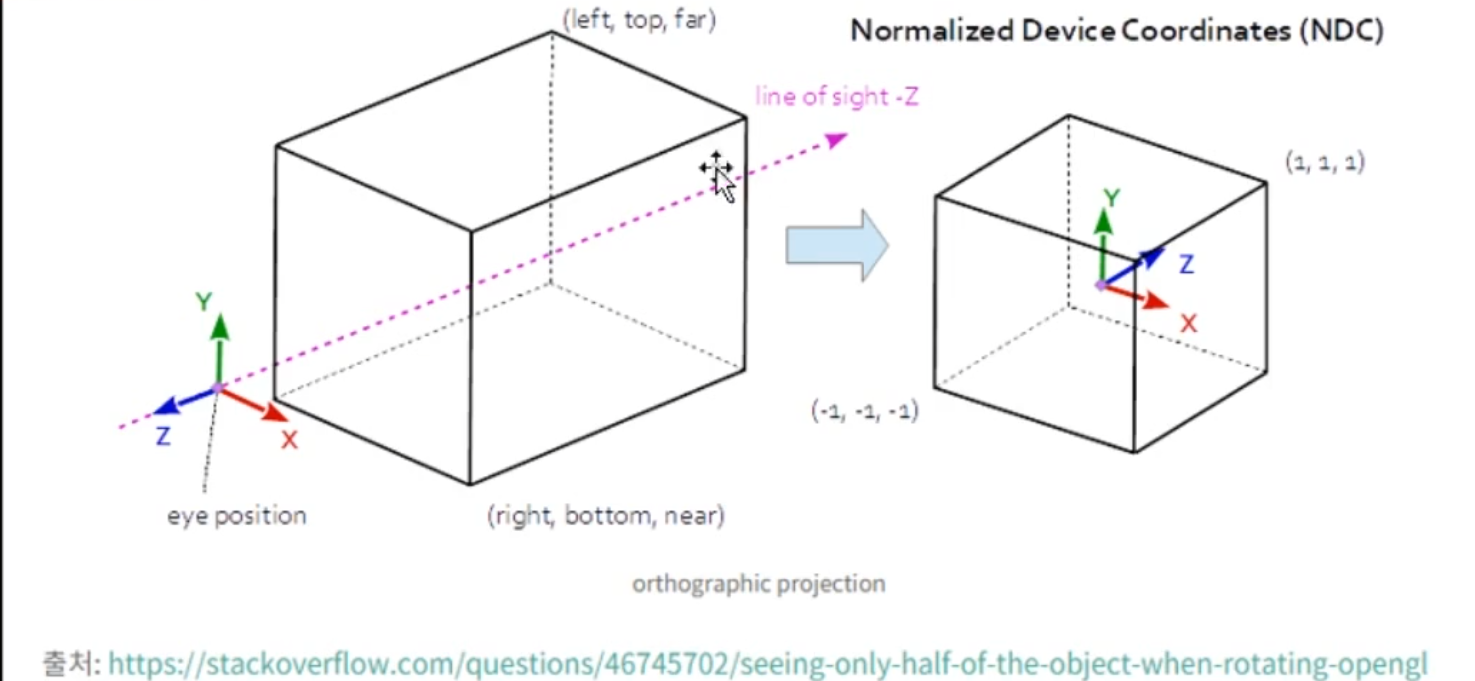 (left, top, far)
Normalized Device Coordinates (NDC)
line of sight -Z
(1, 1, 1)
Y
Z
X
Y
Z
X
(-1, -1, -1)
eye position
(right, bottom, near)
orthographic projection
출처: https://stackoverflow.com/questions/46745702/seeing-only-half-of-the-object-when-rotating-opengl